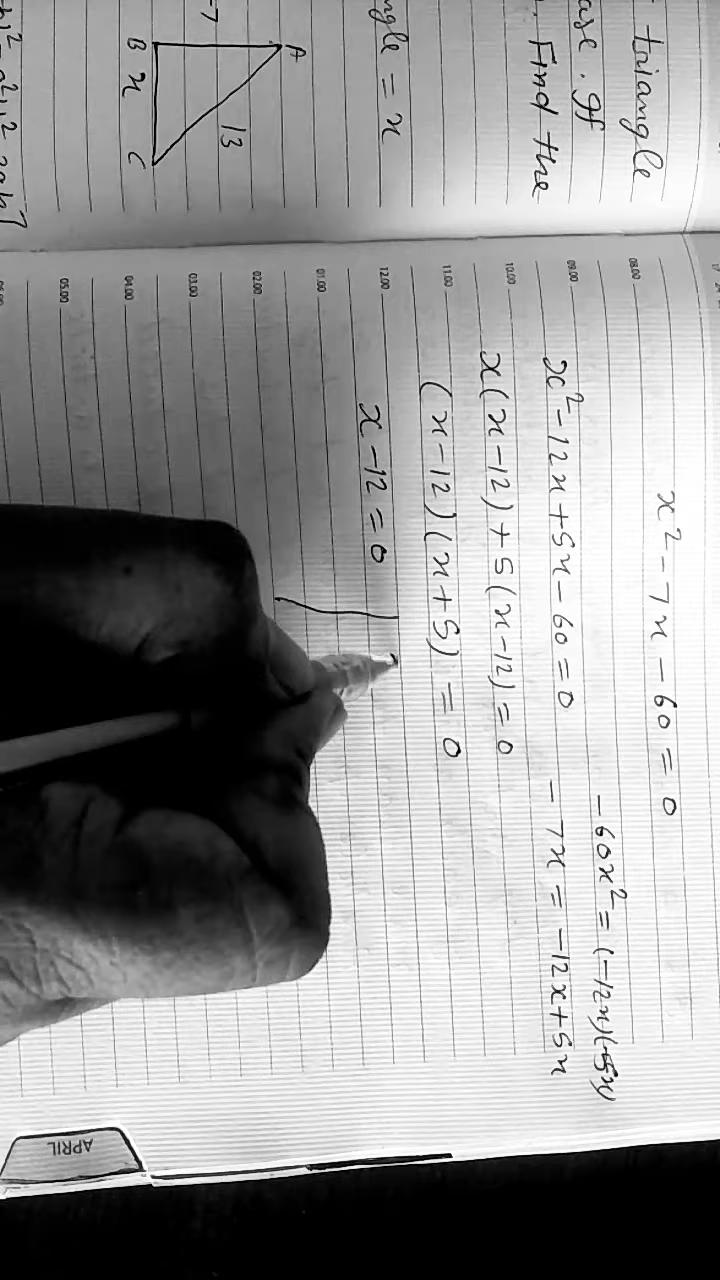 triangle
ase. If
. Find the
ngle = x
A
-7
13
B
x
C
x² - 7x - 60 = 0
-60x² = (-12x)(+5x)
x² - 12x + 5x - 60 = 0
-7x = -12x + 5x
x(x - 12) + 5(x - 12) = 0
(x - 12)(x + 5) = 0
x - 12 = 0
08.00
09.00
10.00
11.00
12.00
01.00
02.00
03.00
04.00
05.00
APRIL